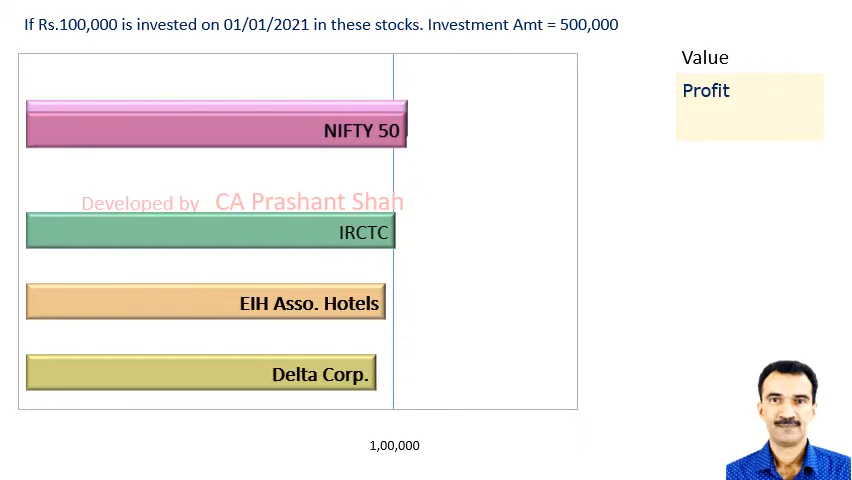 If Rs.100,000 is invested on 01/01/2021 in these stocks. Investment Amt = 500,000
Value
Profit
NIFTY 50
Developed by CA Prashant Shah
IRCTC
EIH Asso. Hotels
Delta Corp.
1,00,000